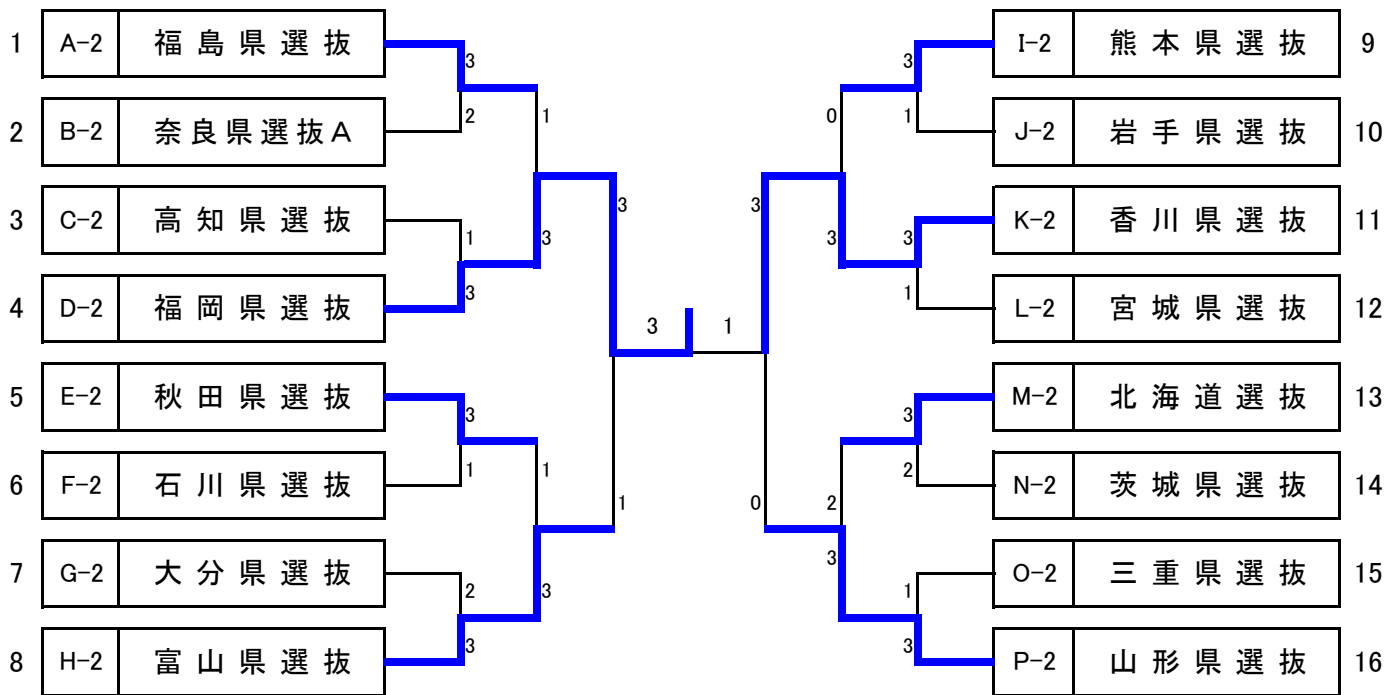 1 A-2 福島県選抜
3
2
2 B-2 奈良県選抜A
1
3 C-2 高知県選抜
1
3
3
4 D-2 福岡県選抜
3
3
5 E-2 秋田県選抜
3
1
6 F-2 石川県選抜
1
1
7 G-2 大分県選抜
2
3
3
8 H-2 富山県選抜
1
I-2 熊本県選抜 9
3
1
J-2 岩手県選抜 10
0
K-2 香川県選抜 11
3
3
1
L-2 宮城県選抜 12
3
M-2 北海道選抜 13
3
2
N-2 茨城県選抜 14
2
0
O-2 三重県選抜 15
1
3
3
P-2 山形県選抜 16